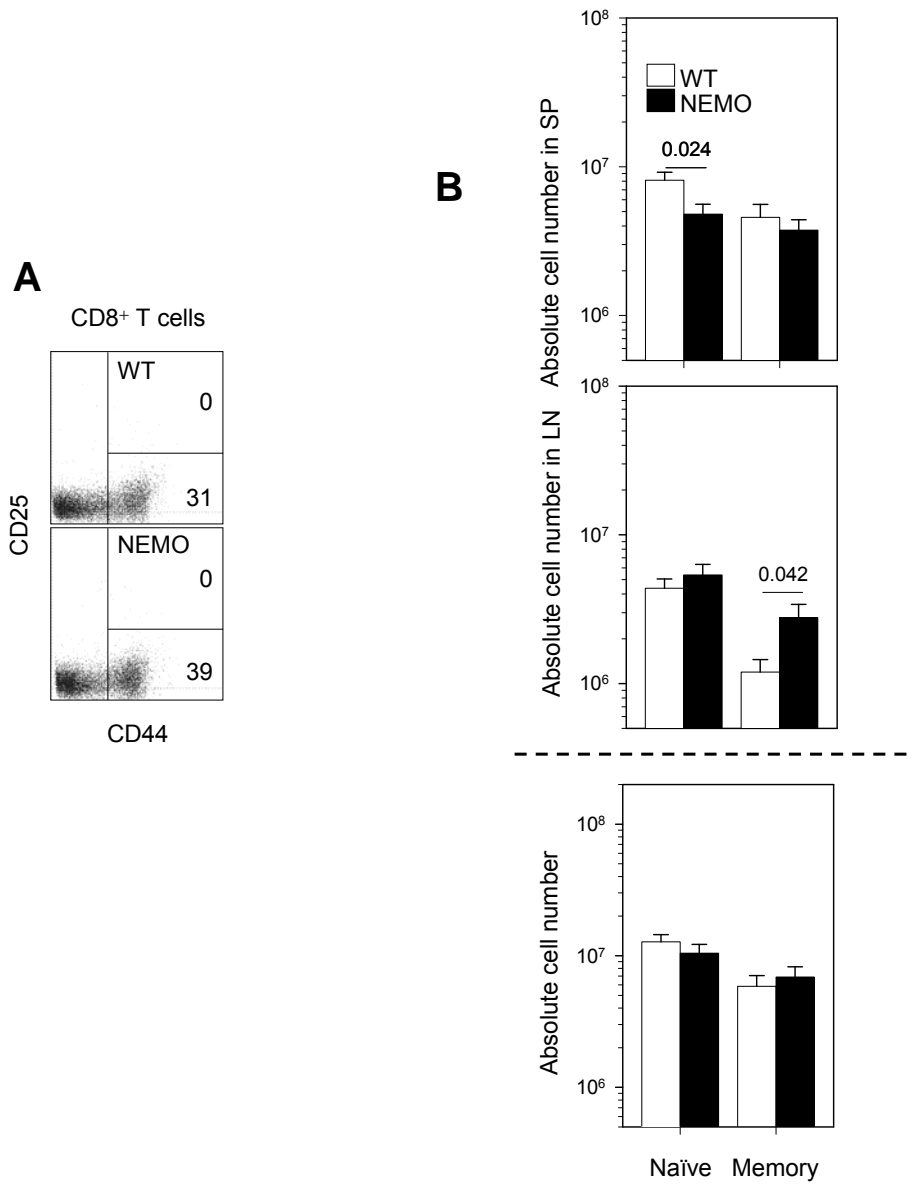 A
CD8⁺ T cells
WT
0
31
NEMO
0
39
CD25
CD44
B
Absolute cell number in SP
10⁸
10⁷
10⁶
WT
NEMO
0.024
Absolute cell number in LN
10⁸
10⁷
10⁶
0.042
Absolute cell number
10⁸
10⁷
10⁶
Naïve Memory